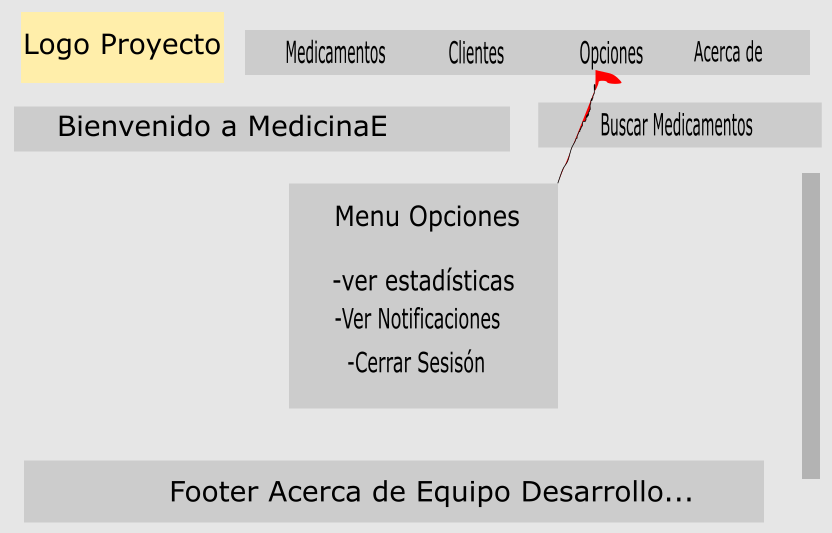 Logo Proyecto
Medicamentos Clientes Opciones Acerca de
Bienvenido a MedicinaE
Buscar Medicamentos
Menu Opciones
-ver estadísticas
-Ver Notificaciones
-Cerrar Sesisón
Footer Acerca de Equipo Desarrollo...